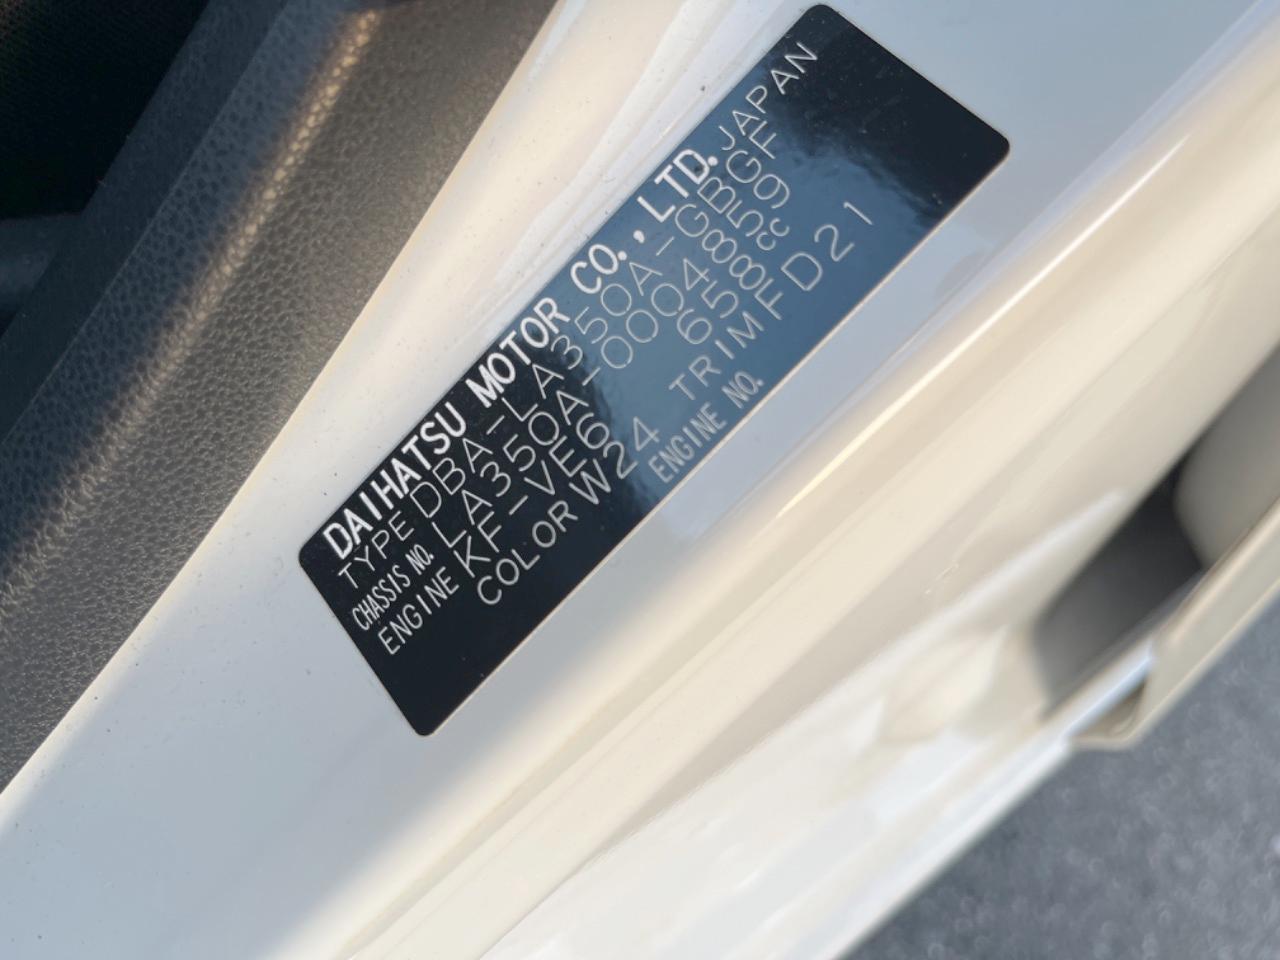 DAIHATSU MOTOR CO., LTD. JAPAN
TYPE DBA-LA350A-GBGF
CHASSIS NO. LA350A-0004859
ENGINE KF-VE6 658cc
COLOR W24 TRIM FD21
ENGINE NO.